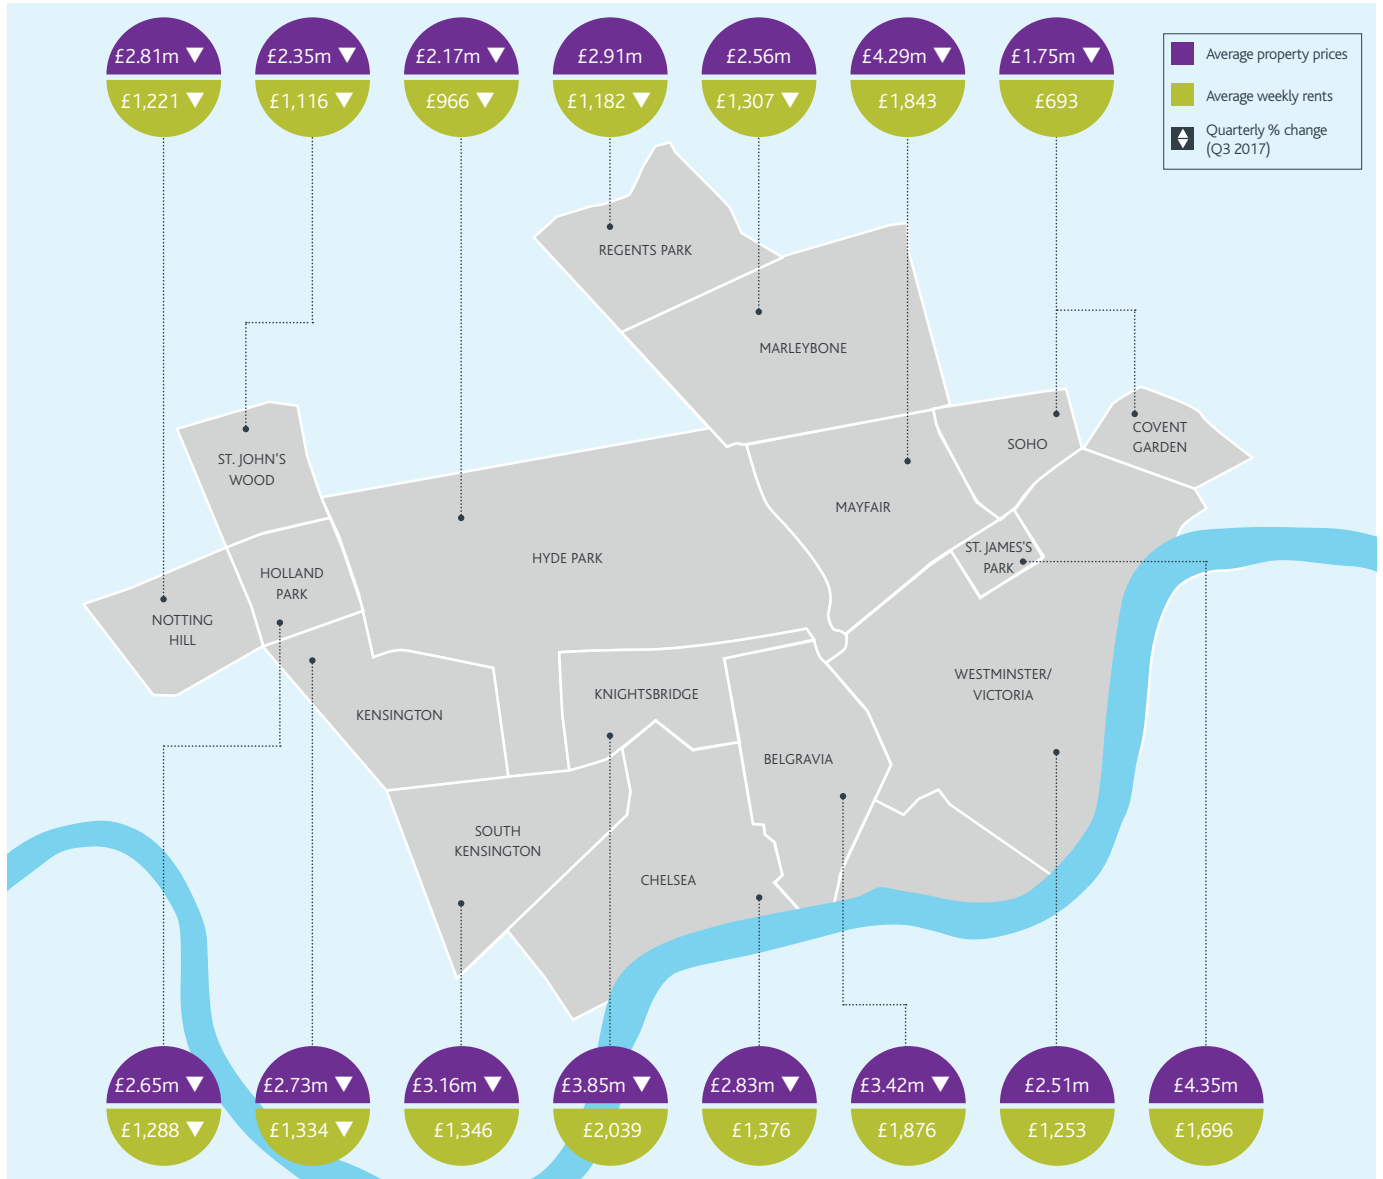 £2.81m ▼
£1,221 ▼
£2.35m ▼
£1,116 ▼
£2.17m ▼
£966 ▼
£2.91m
£1,182 ▼
£2.56m
£1,307 ▼
£4.29m ▼
£1,843
£1.75m ▼
£693
Average property prices
Average weekly rents
Quarterly % change
(Q3 2017)
REGENTS PARK
MARLEYBONE
ST. JOHN'S
WOOD
SOHO
COVENT
GARDEN
MAYFAIR
HYDE PARK
ST. JAMES'S
PARK
HOLLAND
PARK
NOTTING
HILL
KENSINGTON
KNIGHTSBRIDGE
WESTMINSTER/
VICTORIA
BELGRAVIA
SOUTH
KENSINGTON
CHELSEA
£2.65m ▼
£1,288 ▼
£2.73m ▼
£1,334 ▼
£3.16m ▼
£1,346
£3.85m ▼
£2,039
£2.83m ▼
£1,376
£3.42m ▼
£1,876
£2.51m
£1,253
£4.35m
£1,696